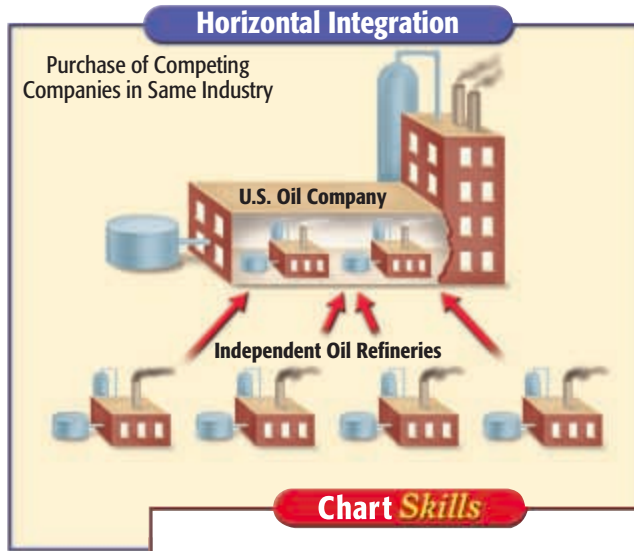 Horizontal Integration
Purchase of Competing
Companies in Same Industry
U.S. Oil Company
Independent Oil Refineries
Chart Skills